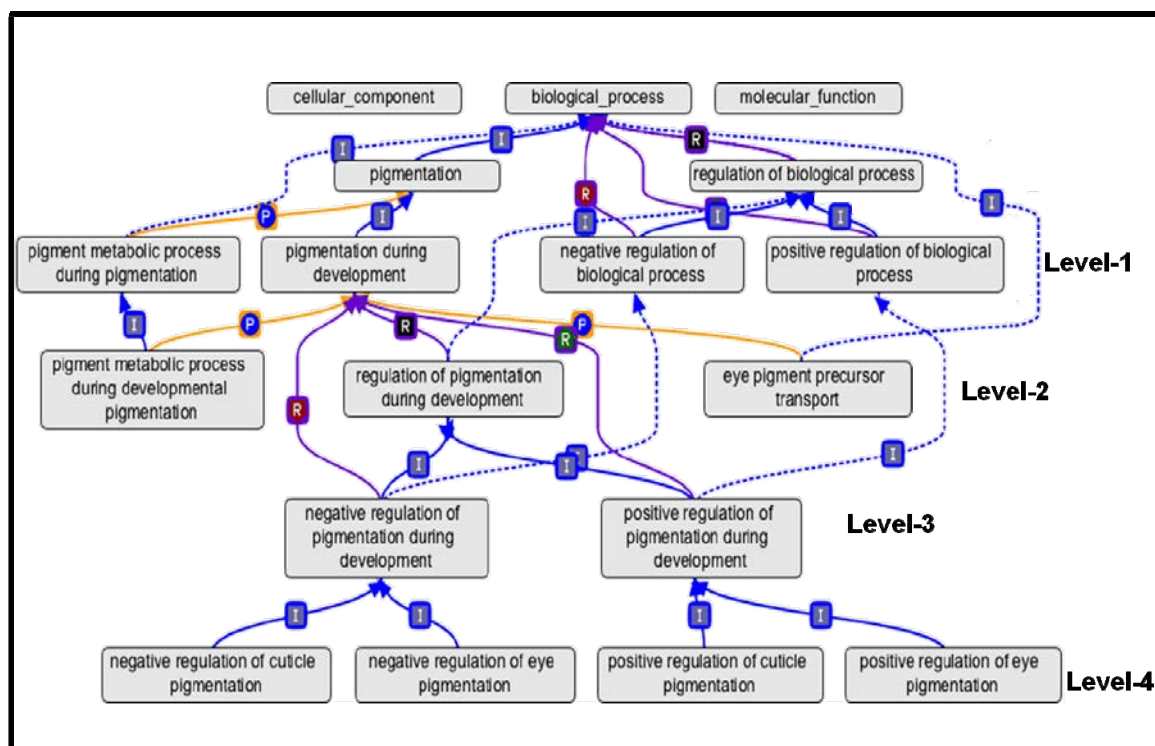 cellular_component
biological_process
molecular_function
I
I
R
pigmentation
regulation of biological process
P
I
R
I
I
I
I
pigment metabolic process
during pigmentation
pigmentation during
development
negative regulation of
biological process
positive regulation of biological
process
Level-1
I
P
R
R
P
pigment metabolic process
during developmental
pigmentation
regulation of pigmentation
during development
eye pigment precursor
transport
Level-2
R
I
I
I
negative regulation of
pigmentation during
development
positive regulation of
pigmentation during
development
Level-3
I
I
I
I
negative regulation of cuticle
pigmentation
negative regulation of eye
pigmentation
positive regulation of cuticle
pigmentation
positive regulation of eye
pigmentation
Level-4